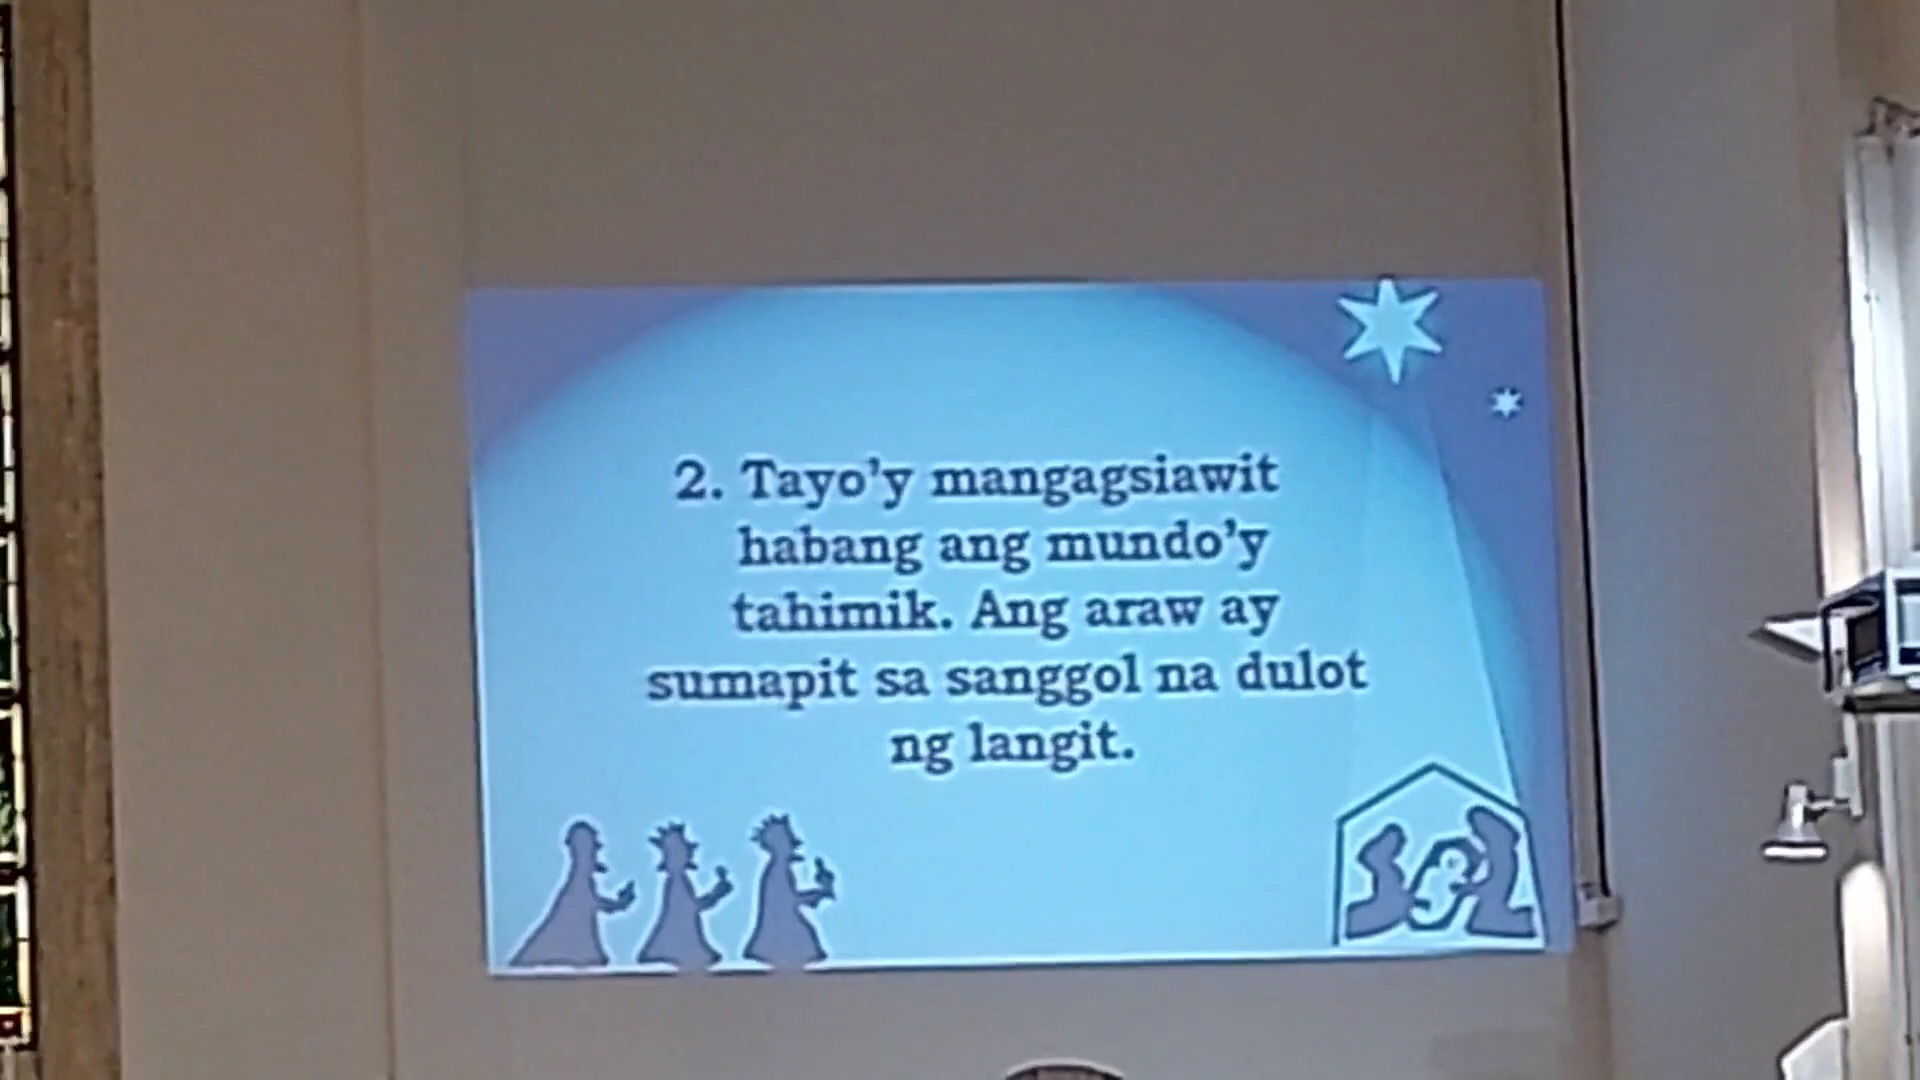 2. Tayo'y mangagsiawit
habang ang mundo'y
tahimik. Ang araw ay
sumapit sa sanggol na dulot
ng langit.